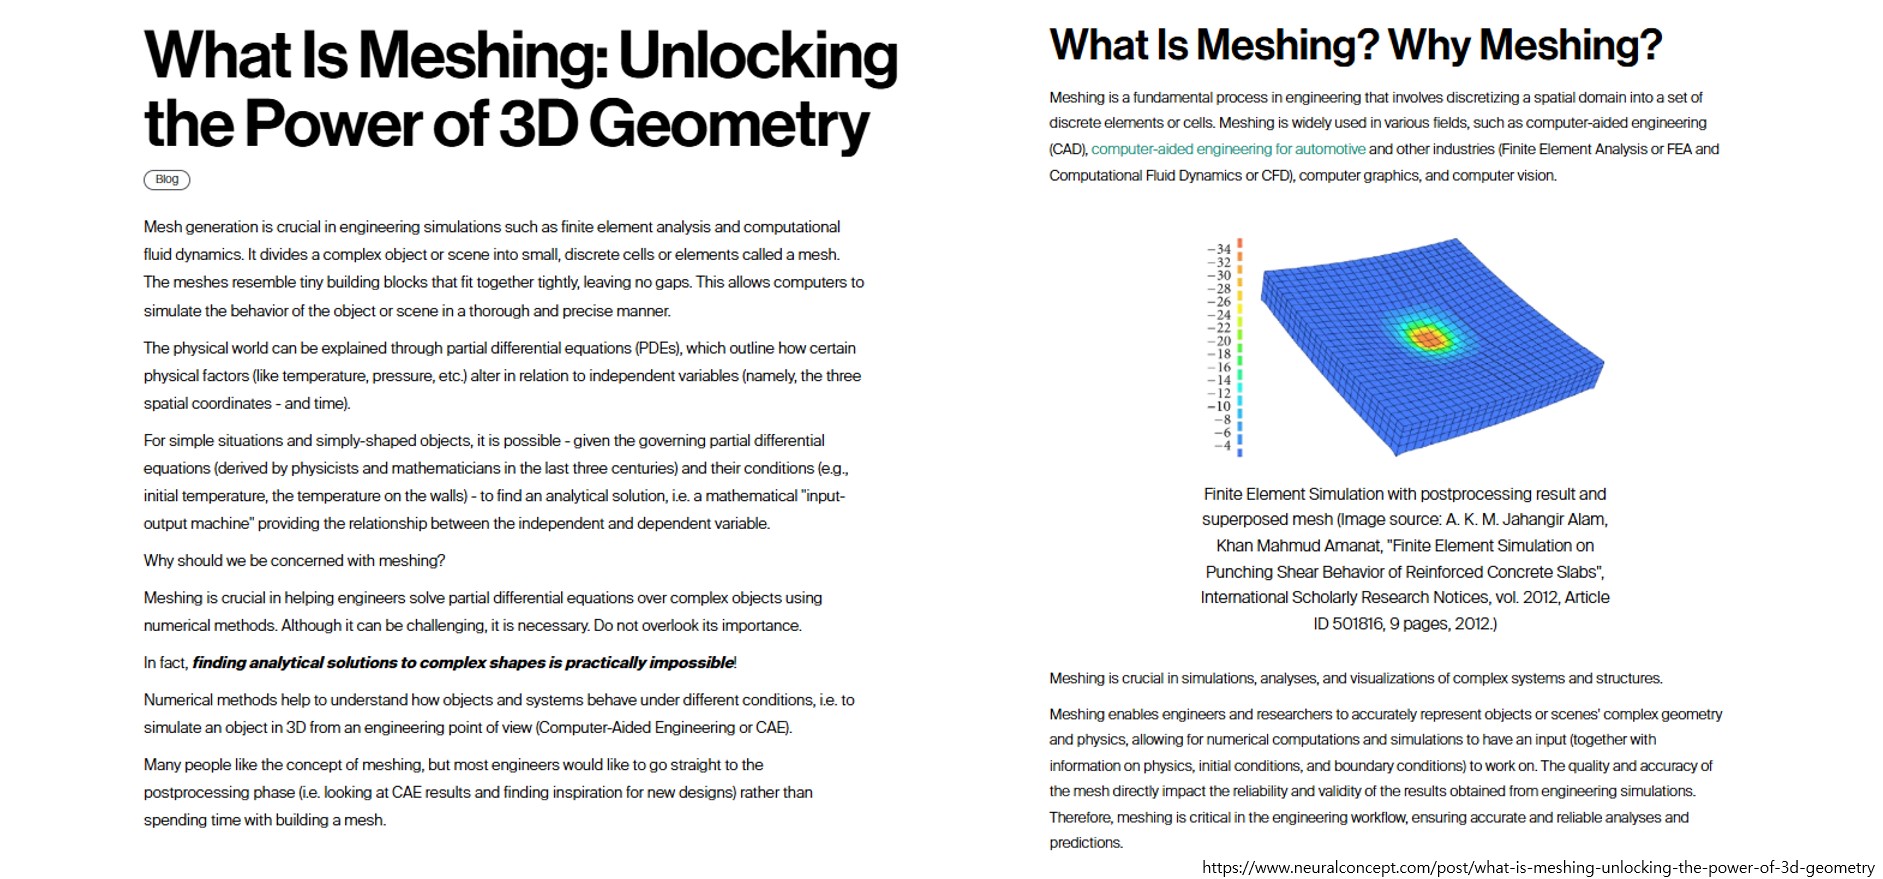 What Is Meshing: Unlocking
the Power of 3D Geometry
Blog
Mesh generation is crucial in engineering simulations such as finite element analysis and computational
fluid dynamics. It divides a complex object or scene into small, discrete cells or elements called a mesh.
The meshes resemble tiny building blocks that fit together tightly, leaving no gaps. This allows computers to
simulate the behavior of the object or scene in a thorough and precise manner.
The physical world can be explained through partial differential equations (PDEs), which outline how certain
physical factors (like temperature, pressure, etc.) alter in relation to independent variables (namely, the three
spatial coordinates - and time).
For simple situations and simply-shaped objects, it is possible - given the governing partial differential
equations (derived by physicists and mathematicians in the last three centuries) and their conditions (e.g.,
initial temperature, the temperature on the walls) - to find an analytical solution, i.e. a mathematical "input-
output machine" providing the relationship between the independent and dependent variable.
Why should we be concerned with meshing?
Meshing is crucial in helping engineers solve partial differential equations over complex objects using
numerical methods. Although it can be challenging, it is necessary. Do not overlook its importance.
In fact, finding analytical solutions to complex shapes is practically impossible!
Numerical methods help to understand how objects and systems behave under different conditions, i.e. to
simulate an object in 3D from an engineering point of view (Computer-Aided Engineering or CAE).
Many people like the concept of meshing, but most engineers would like to go straight to the
postprocessing phase (i.e. looking at CAE results and finding inspiration for new designs) rather than
spending time with building a mesh.
What Is Meshing? Why Meshing?
Meshing is a fundamental process in engineering that involves discretizing a spatial domain into a set of
discrete elements or cells. Meshing is widely used in various fields, such as computer-aided engineering
(CAD), computer-aided engineering for automotive and other industries (Finite Element Analysis or FEA and
Computational Fluid Dynamics or CFD), computer graphics, and computer vision.
−34
−32
−30
−28
−26
−24
−22
−20
−18
−16
−14
−12
−10
−8
−6
−4
Finite Element Simulation with postprocessing result and
superposed mesh (Image source: A. K. M. Jahangir Alam,
Khan Mahmud Amanat, "Finite Element Simulation on
Punching Shear Behavior of Reinforced Concrete Slabs",
International Scholarly Research Notices, vol. 2012, Article
ID 501816, 9 pages, 2012.)
Meshing is crucial in simulations, analyses, and visualizations of complex systems and structures.
Meshing enables engineers and researchers to accurately represent objects or scenes' complex geometry
and physics, allowing for numerical computations and simulations to have an input (together with
information on physics, initial conditions, and boundary conditions) to work on. The quality and accuracy of
the mesh directly impact the reliability and validity of the results obtained from engineering simulations.
Therefore, meshing is critical in the engineering workflow, ensuring accurate and reliable analyses and
predictions.
https://www.neuralconcept.com/post/what-is-meshing-unlocking-the-power-of-3d-geometry